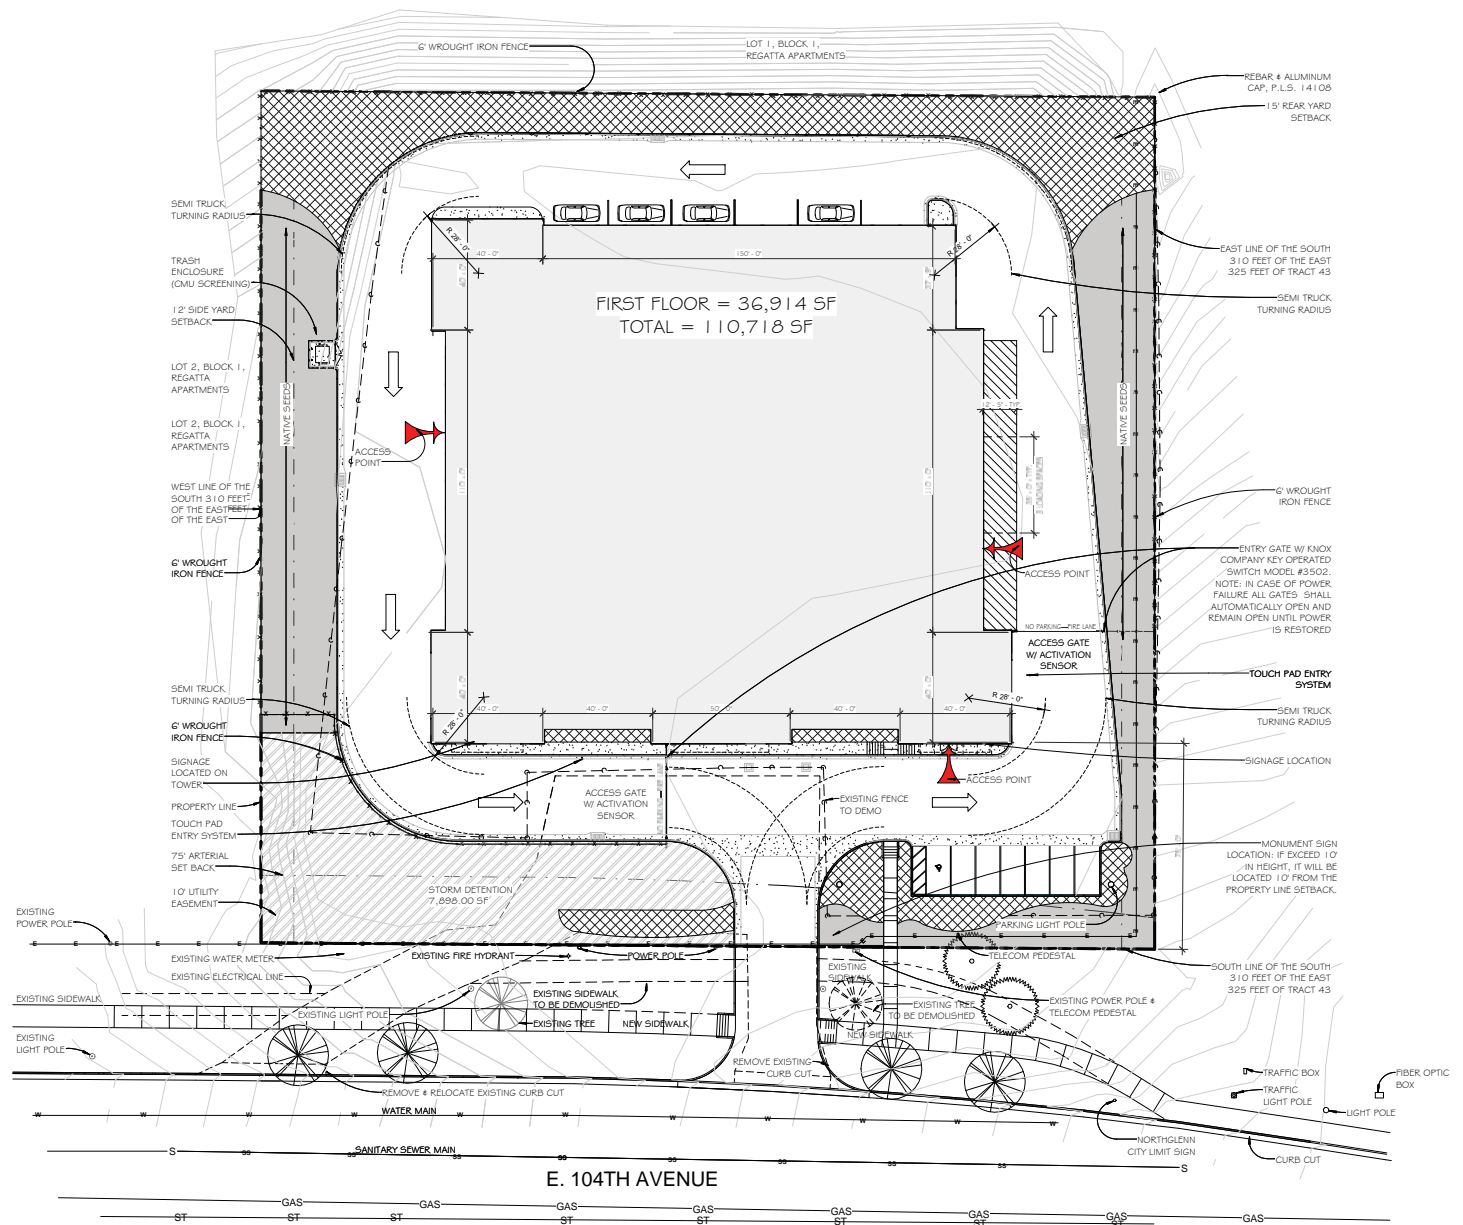 6' WROUGHT IRON FENCE
LOT 1, BLOCK 1,
REGATTA APARTMENTS
REBAR & ALUMINUM
CAP, P.L.S. 14108
15' REAR YARD
SETBACK
SEMI TRUCK
TURNING RADIUS
TRASH
ENCLOSURE
(CMU SCREENING)
12' SIDE YARD
SETBACK
LOT 2, BLOCK 1,
REGATTA
APARTMENTS
LOT 2, BLOCK 1,
REGATTA
APARTMENTS
WEST LINE OF THE
SOUTH 310 FEET
OF THE EAST
OF THE EAST
6' WROUGHT
IRON FENCE
SEMI TRUCK
TURNING RADIUS
6' WROUGHT
IRON FENCE
SIGNAGE
LOCATED ON
TOWER
PROPERTY LINE
TOUCH PAD
ENTRY SYSTEM
75' ARTERIAL
SET BACK
10' UTILITY
EASEMENT
EXISTING
POWER POLE
R 28' - 0"
40' - 0"
150' - 0"
R 28' - 0"
FIRST FLOOR = 36,914 SF
TOTAL = 110,718 SF
NATIVE SEEDS
NATIVE SEEDS
ACCESS
POINT
12' - 5" - TYP
110' - 0"
110' - 0"
ACCESS POINT
EAST LINE OF THE SOUTH
310 FEET OF THE EAST
325 FEET OF TRACT 43
SEMI TRUCK
TURNING RADIUS
6' WROUGHT
IRON FENCE
ENTRY GATE W/ KNOX
COMPANY KEY OPERATED
SWITCH MODEL #3502.
NOTE: IN CASE OF POWER
FAILURE ALL GATES SHALL
AUTOMATICALLY OPEN AND
REMAIN OPEN UNTIL POWER
IS RESTORED
NO PARKING—FIRE LANE
ACCESS GATE
W/ ACTIVATION
SENSOR
TOUCH PAD ENTRY
SYSTEM
R 28' - 0"
SEMI TRUCK
TURNING RADIUS
40' - 0"
40' - 0"
50' - 0"
40' - 0"
40' - 0"
R 28' - 0"
SIGNAGE LOCATION
ACCESS POINT
ACCESS GATE
W/ ACTIVATION
SENSOR
EXISTING FENCE
TO DEMO
MONUMENT SIGN
LOCATION: IF EXCEED 10'
IN HEIGHT, IT WILL BE
LOCATED 10' FROM THE
PROPERTY LINE SETBACK.
STORM DETENTION
7,898.00 SF
PARKING LIGHT POLE
EXISTING WATER METER
EXISTING FIRE HYDRANT
POWER POLE
TELECOM PEDESTAL
SOUTH LINE OF THE SOUTH
310 FEET OF THE EAST
325 FEET OF TRACT 43
EXISTING ELECTRICAL LINE
EXISTING
SIDEWALK
EXISTING SIDEWALK
EXISTING SIDEWALK
TO BE DEMOLISHED
EXISTING LIGHT POLE
EXISTING TREE
NEW SIDEWALK
EXISTING TREE
TO BE DEMOLISHED
EXISTING POWER POLE &
TELECOM PEDESTAL
NEW SIDEWALK
EXISTING
LIGHT POLE
REMOVE EXISTING
CURB CUT
TRAFFIC BOX
FIBER OPTIC
BOX
REMOVE & RELOCATE EXISTING CURB CUT
TRAFFIC
LIGHT POLE
LIGHT POLE
WATER MAIN
NORTHGLENN
CITY LIMIT SIGN
CURB CUT
SANITARY SEWER MAIN
E. 104TH AVENUE
GAS GAS GAS GAS GAS GAS GAS GAS
ST ST ST ST ST ST ST